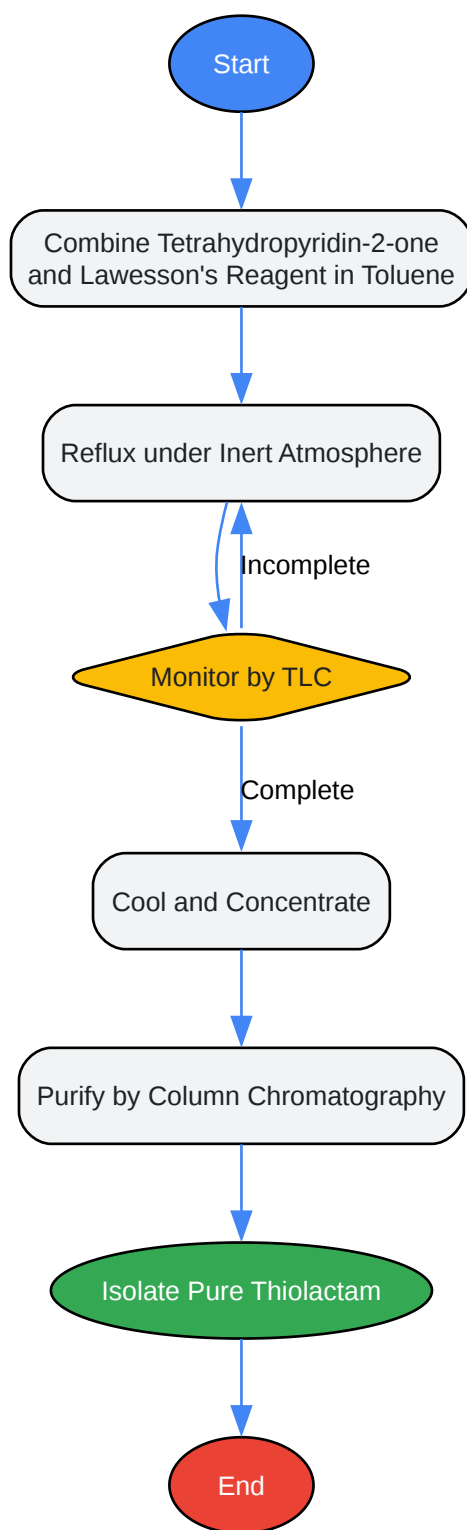 Start
Combine Tetrahydropyridin-2-one
and Lawesson's Reagent in Toluene
Reflux under Inert Atmosphere
Incomplete
Monitor by TLC
Complete
Cool and Concentrate
Purify by Column Chromatography
Isolate Pure Thiolactam
End